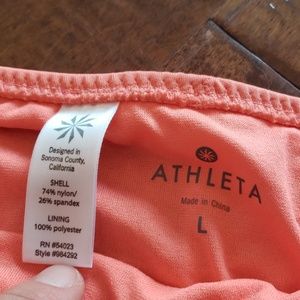 Designed in
Sonoma County,
California
SHELL
74% nylon/
26% spandex
LINING
100% polyester
RN #54023
Style #984292
ATHLETA
Made in China
L